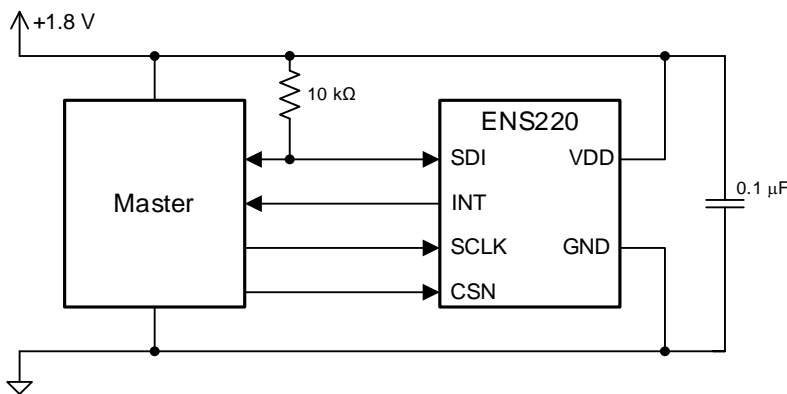 +1.8 V
10 kΩ
ENS220
SDI
VDD
Master
INT
0.1 μF
SCLK
GND
CSN